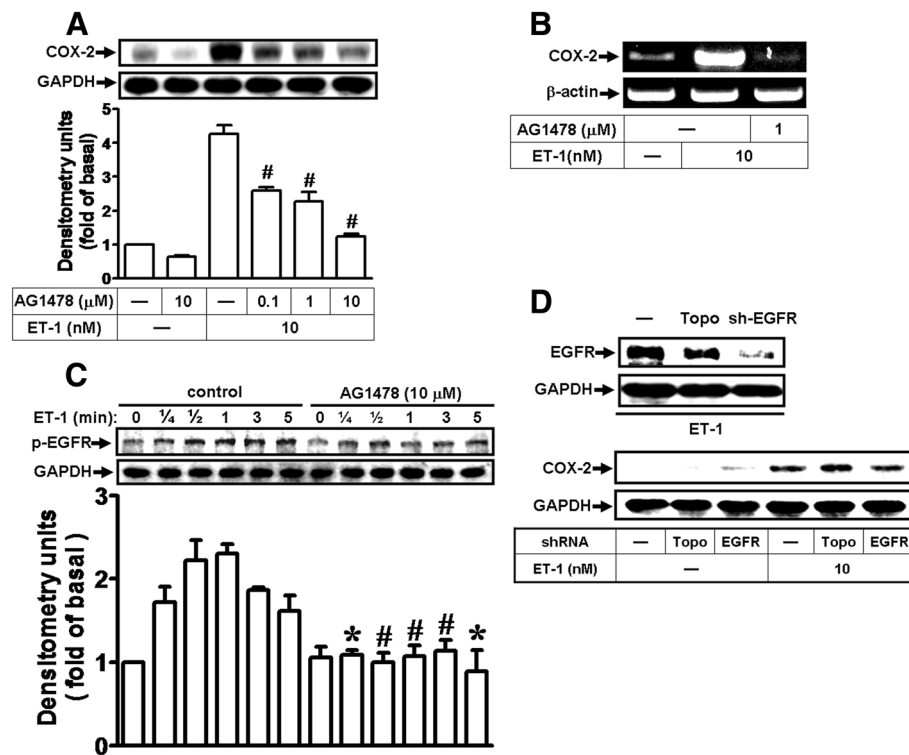 A
COX-2
GAPDH
Densitometry units
(fold of basal)
5
4
3
2
1
0
#
#
#
AG1478 (μM) — 10 — 0.1 1 10
ET-1 (nM) — 10
B
COX-2
β-actin
AG1478 (μM) — 1
ET-1(nM) — 10
C
control AG1478 (10 μM)
ET-1 (min): 0 ¼ ½ 1 3 5 0 ¼ ½ 1 3 5
p-EGFR
GAPDH
Densitometry units
( fold of basal )
3
2
1
0
* # # # *
D
— Topo sh-EGFR
EGFR
GAPDH
ET-1
COX-2
GAPDH
shRNA — Topo EGFR — Topo EGFR
ET-1 (nM) — 10